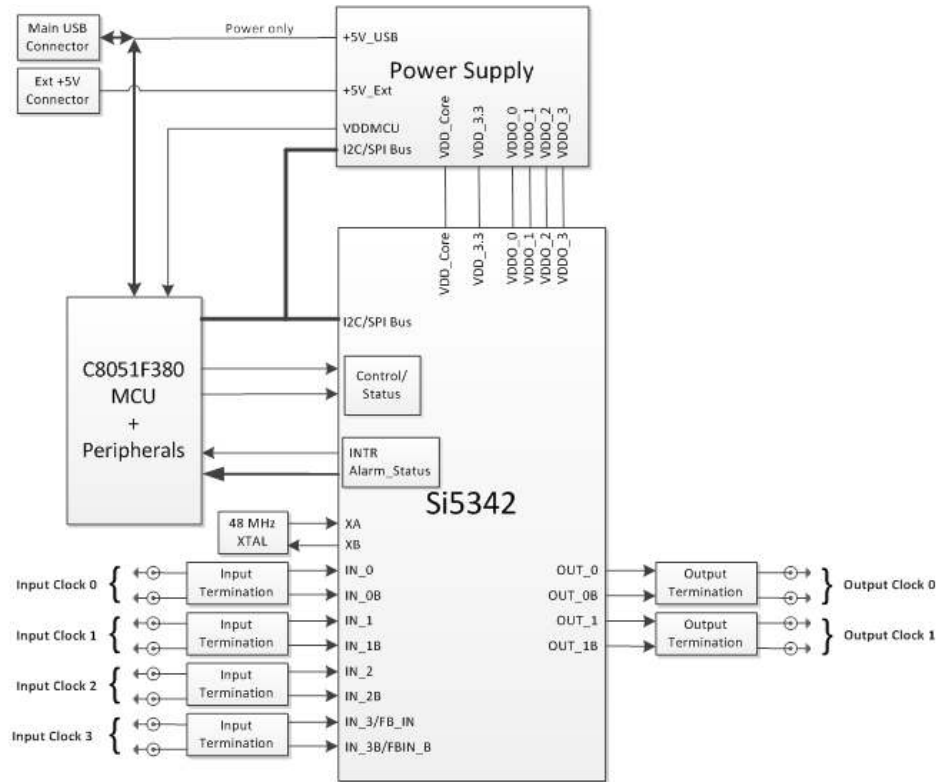 Main USB
Connector
Power only
+5V_USB
Power Supply
Ext +5V
Connector
+5V_Ext
VDDMCU
I2C/SPI Bus
VDD_Core
VDD_3.3
VDDO_0
VDDO_1
VDDO_2
VDDO_3
VDD_Core
VDD_3.3
VDDO_0
VDDO_1
VDDO_2
VDDO_3
I2C/SPI Bus
C8051F380
MCU
+
Peripherals
Control/
Status
INTR
Alarm_Status
Si5342
48 MHz
XTAL
XA
XB
Input Clock 0
Input
Termination
IN_0
IN_0B
OUT_0
OUT_0B
Output
Termination
Output Clock 0
Input Clock 1
Input
Termination
IN_1
IN_1B
OUT_1
OUT_1B
Output
Termination
Output Clock 1
Input Clock 2
Input
Termination
IN_2
IN_2B
Input Clock 3
Input
Termination
IN_3/FB_IN
IN_3B/FBIN_B